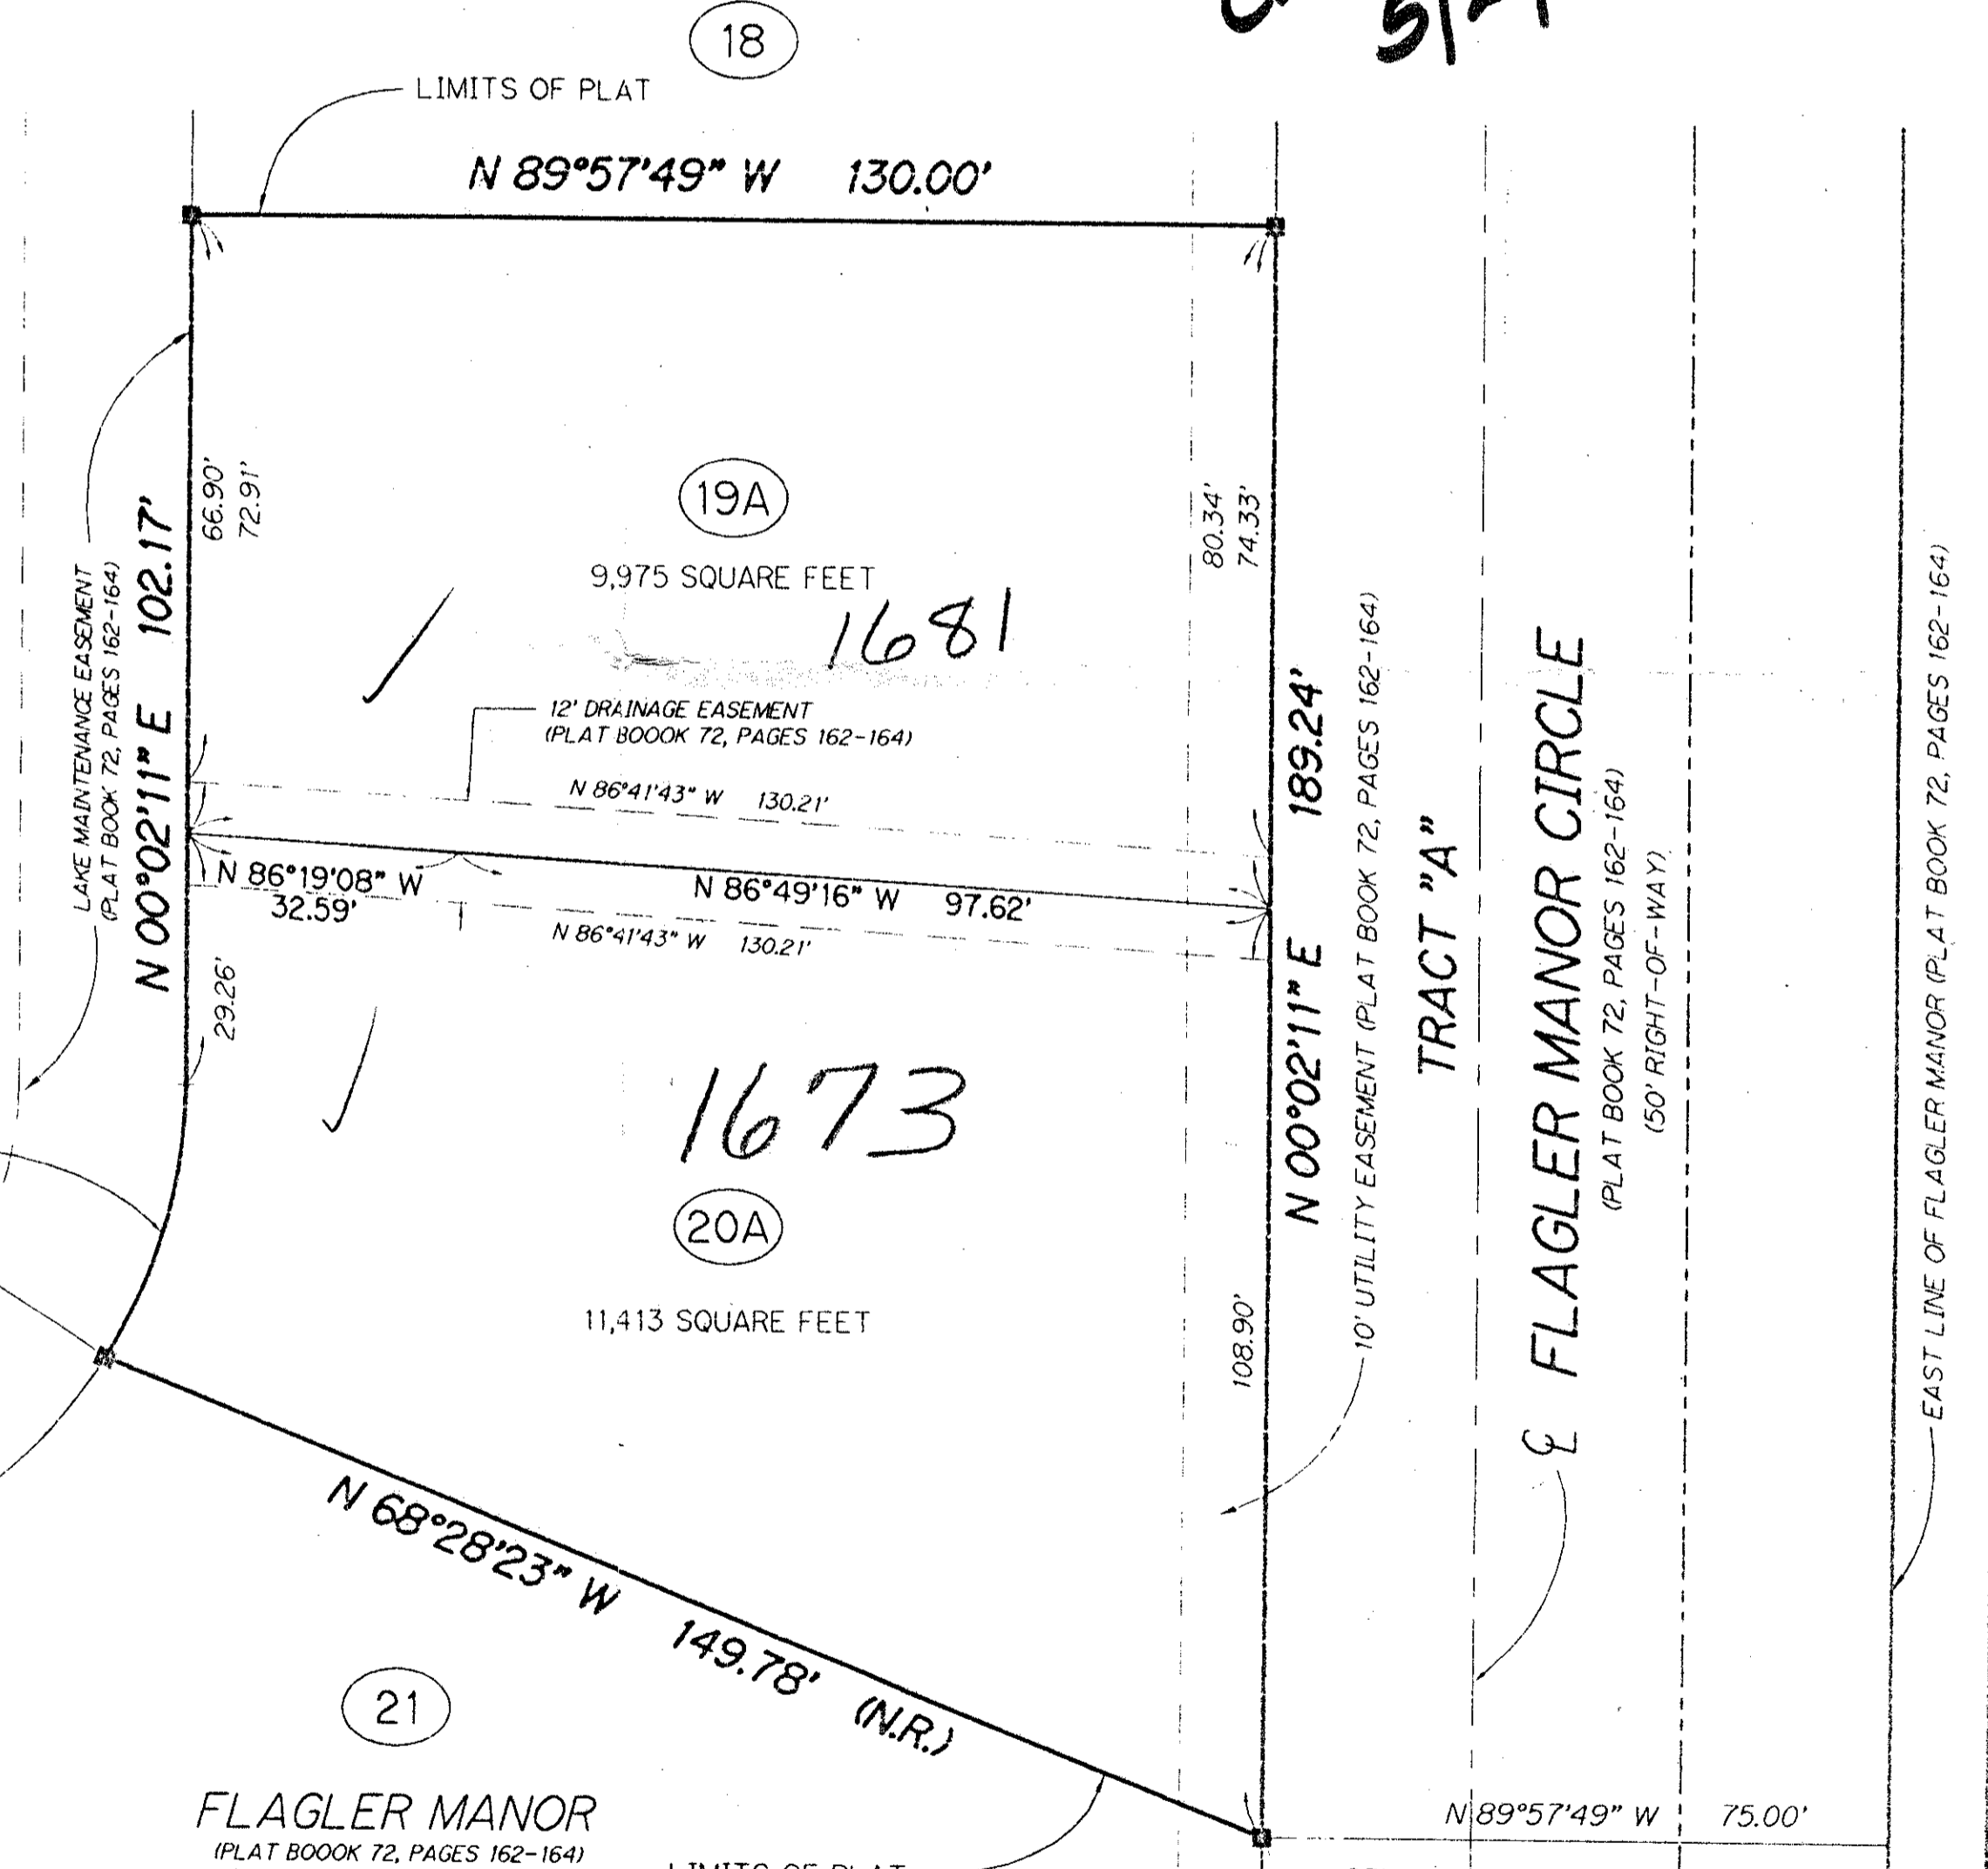 18
5/2
LIMITS OF PLAT
N 89°57'49" W 130.00'
66.90'
72.91'
N 00°02'11" E 102.17'
LAKE MAINTENANCE EASEMENT
(PLAT BOOK 72, PAGES 162-164)
19A
9,975 SQUARE FEET
1681
80.34'
74.33'
12' DRAINAGE EASEMENT
(PLAT BOOOK 72, PAGES 162-164)
N 86°41'43" W 130.21'
N 86°19'08" W
32.59'
N 86°49'16" W 97.62'
N 86°41'43" W 130.21'
29.26'
1673
20A
11,413 SQUARE FEET
108.90'
N 00°02'11" E 189.24'
10' UTILITY EASEMENT (PLAT BOOK 72, PAGES 162-164)
TRACT "A"
℄ FLAGLER MANOR CIRCLE
(PLAT BOOK 72, PAGES 162-164)
(50' RIGHT-OF-WAY)
EAST LINE OF FLAGLER MANOR (PLAT BOOK 72, PAGES 162-164)
N 68°28'23" W 149.78' (N.R.)
21
FLAGLER MANOR
(PLAT BOOOK 72, PAGES 162-164)
LIMITS OF PLAT
N 89°57'49" W 75.00'